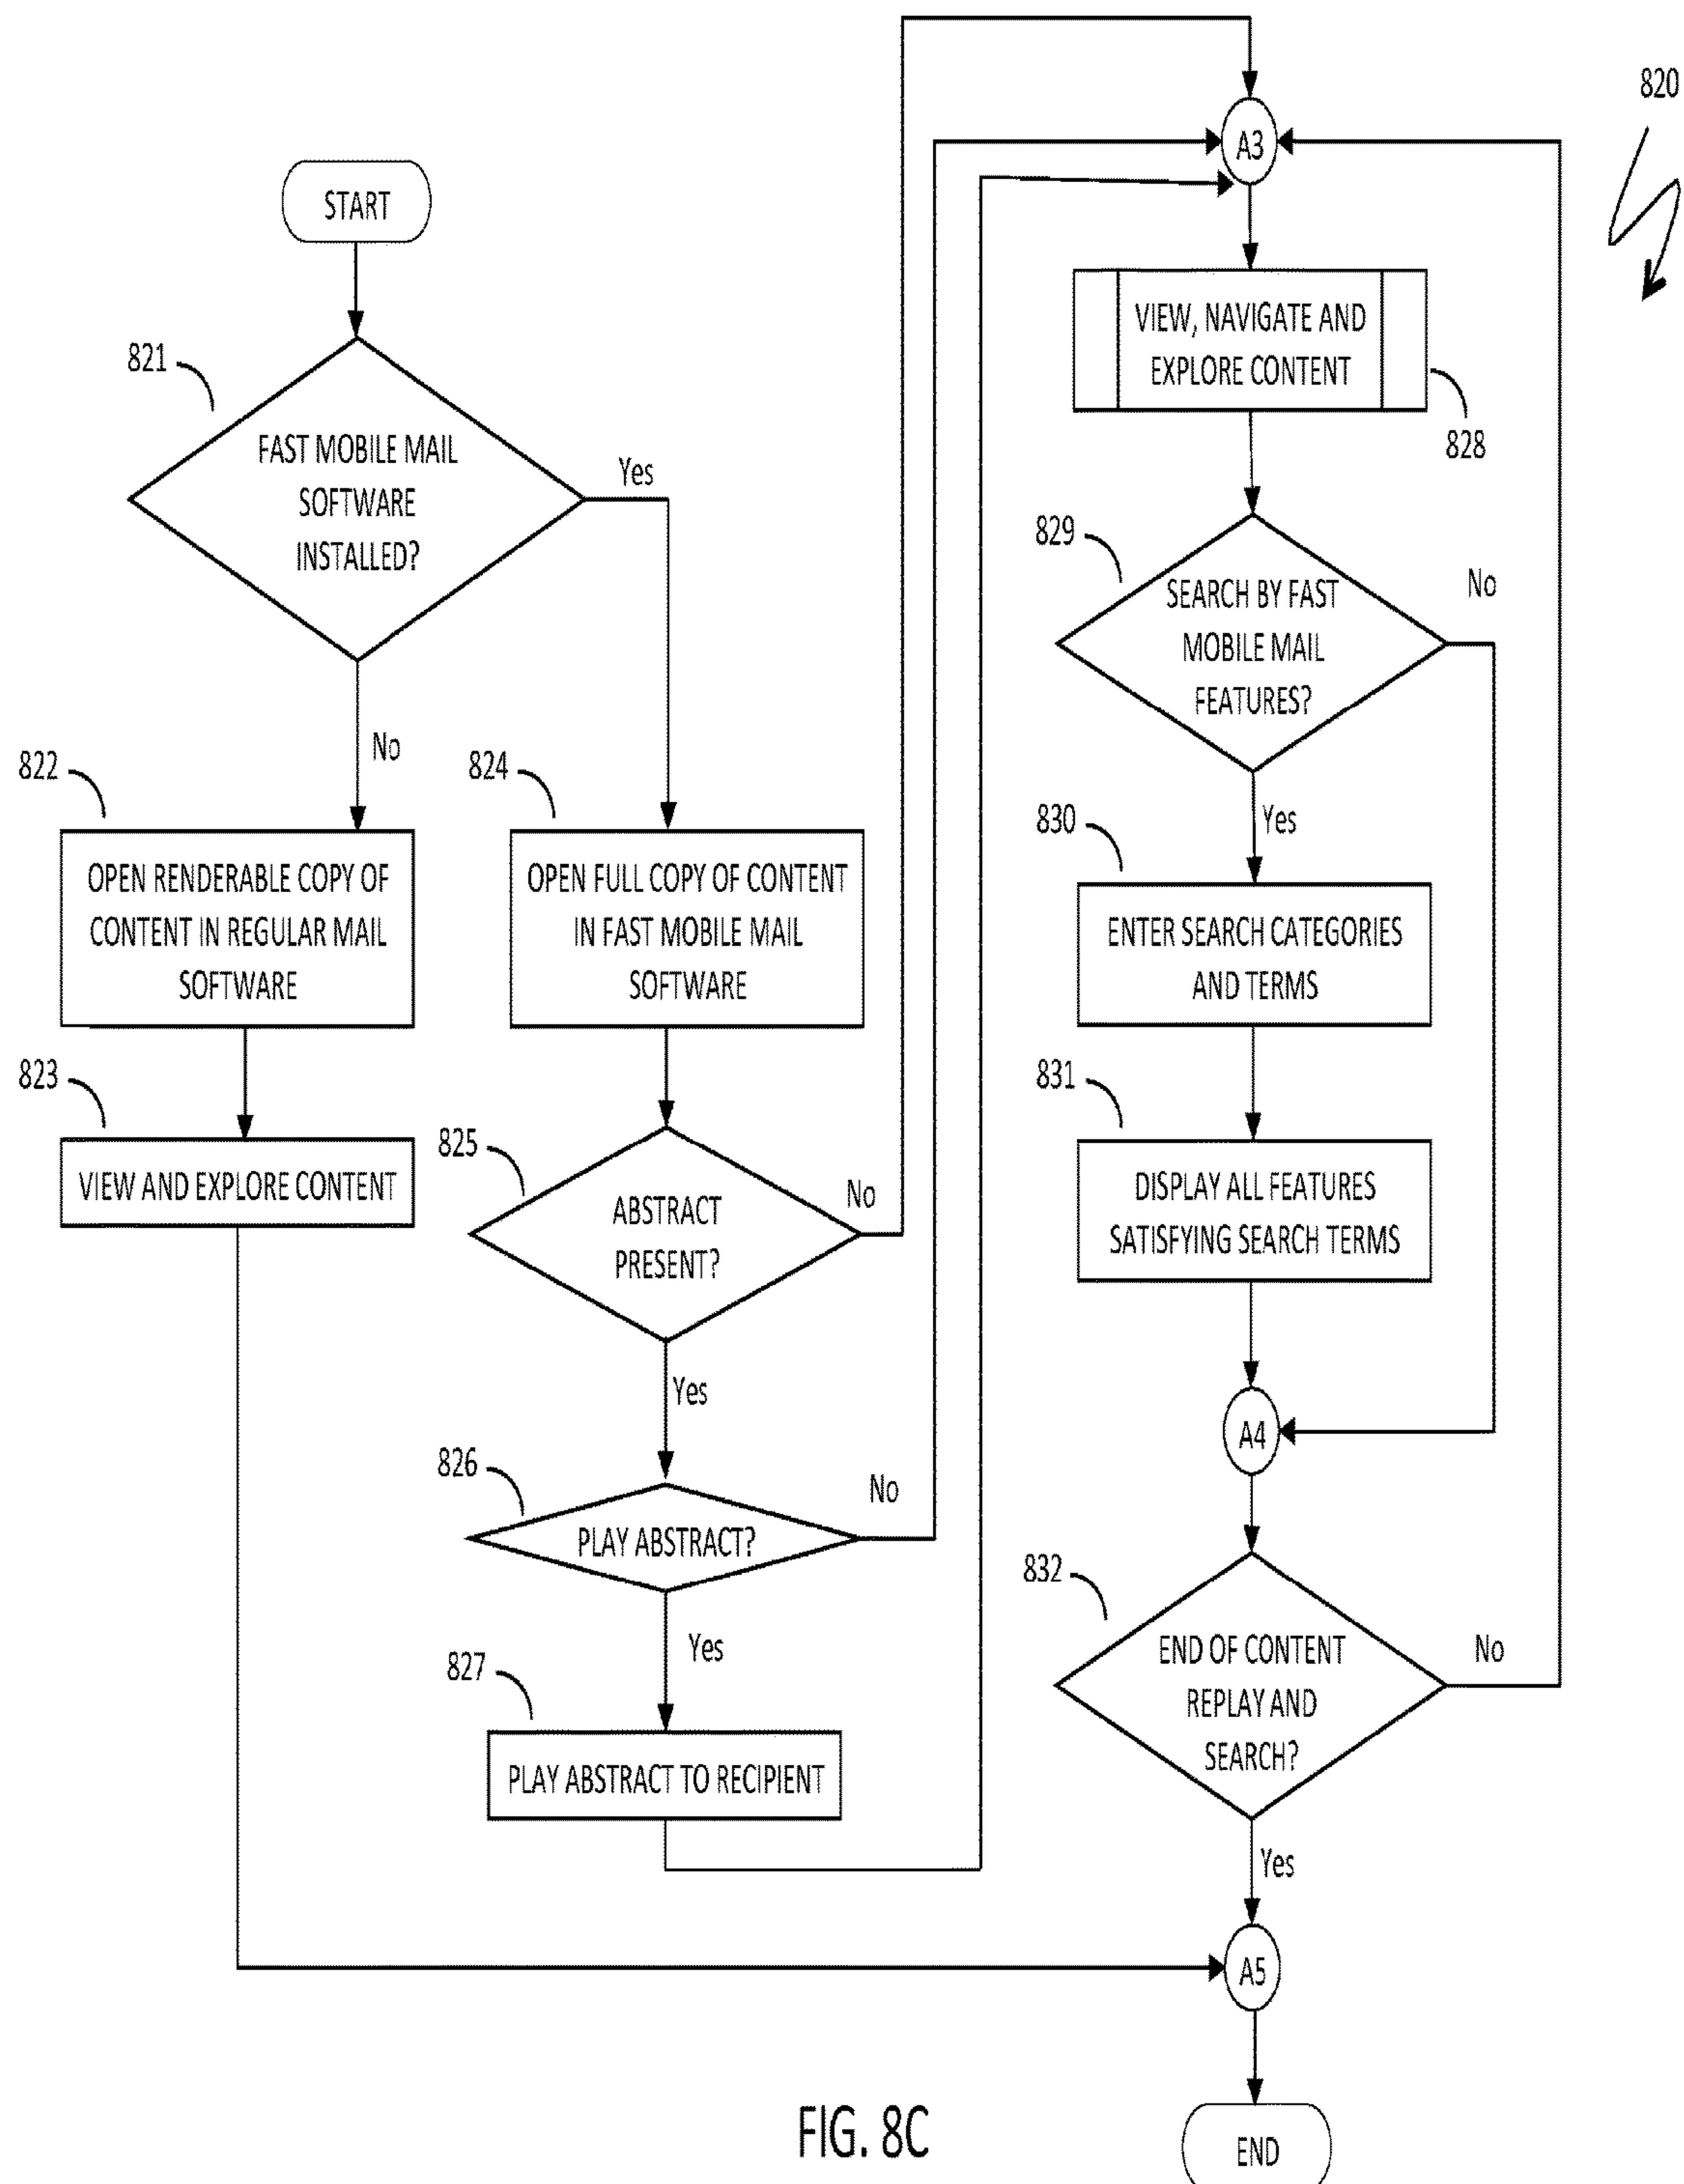 820
START
821
FAST MOBILE MAIL
SOFTWARE
INSTALLED?
Yes
No
822
OPEN RENDERABLE COPY OF
CONTENT IN REGULAR MAIL
SOFTWARE
823
VIEW AND EXPLORE CONTENT
824
OPEN FULL COPY OF CONTENT
IN FAST MOBILE MAIL
SOFTWARE
825
ABSTRACT
PRESENT?
No
Yes
826
PLAY ABSTRACT?
No
Yes
827
PLAY ABSTRACT TO RECIPIENT
A3
VIEW, NAVIGATE AND
EXPLORE CONTENT
828
829
SEARCH BY FAST
MOBILE MAIL
FEATURES?
No
Yes
830
ENTER SEARCH CATEGORIES
AND TERMS
831
DISPLAY ALL FEATURES
SATISFYING SEARCH TERMS
A4
832
END OF CONTENT
REPLAY AND
SEARCH?
No
Yes
A5
END
FIG. 8C